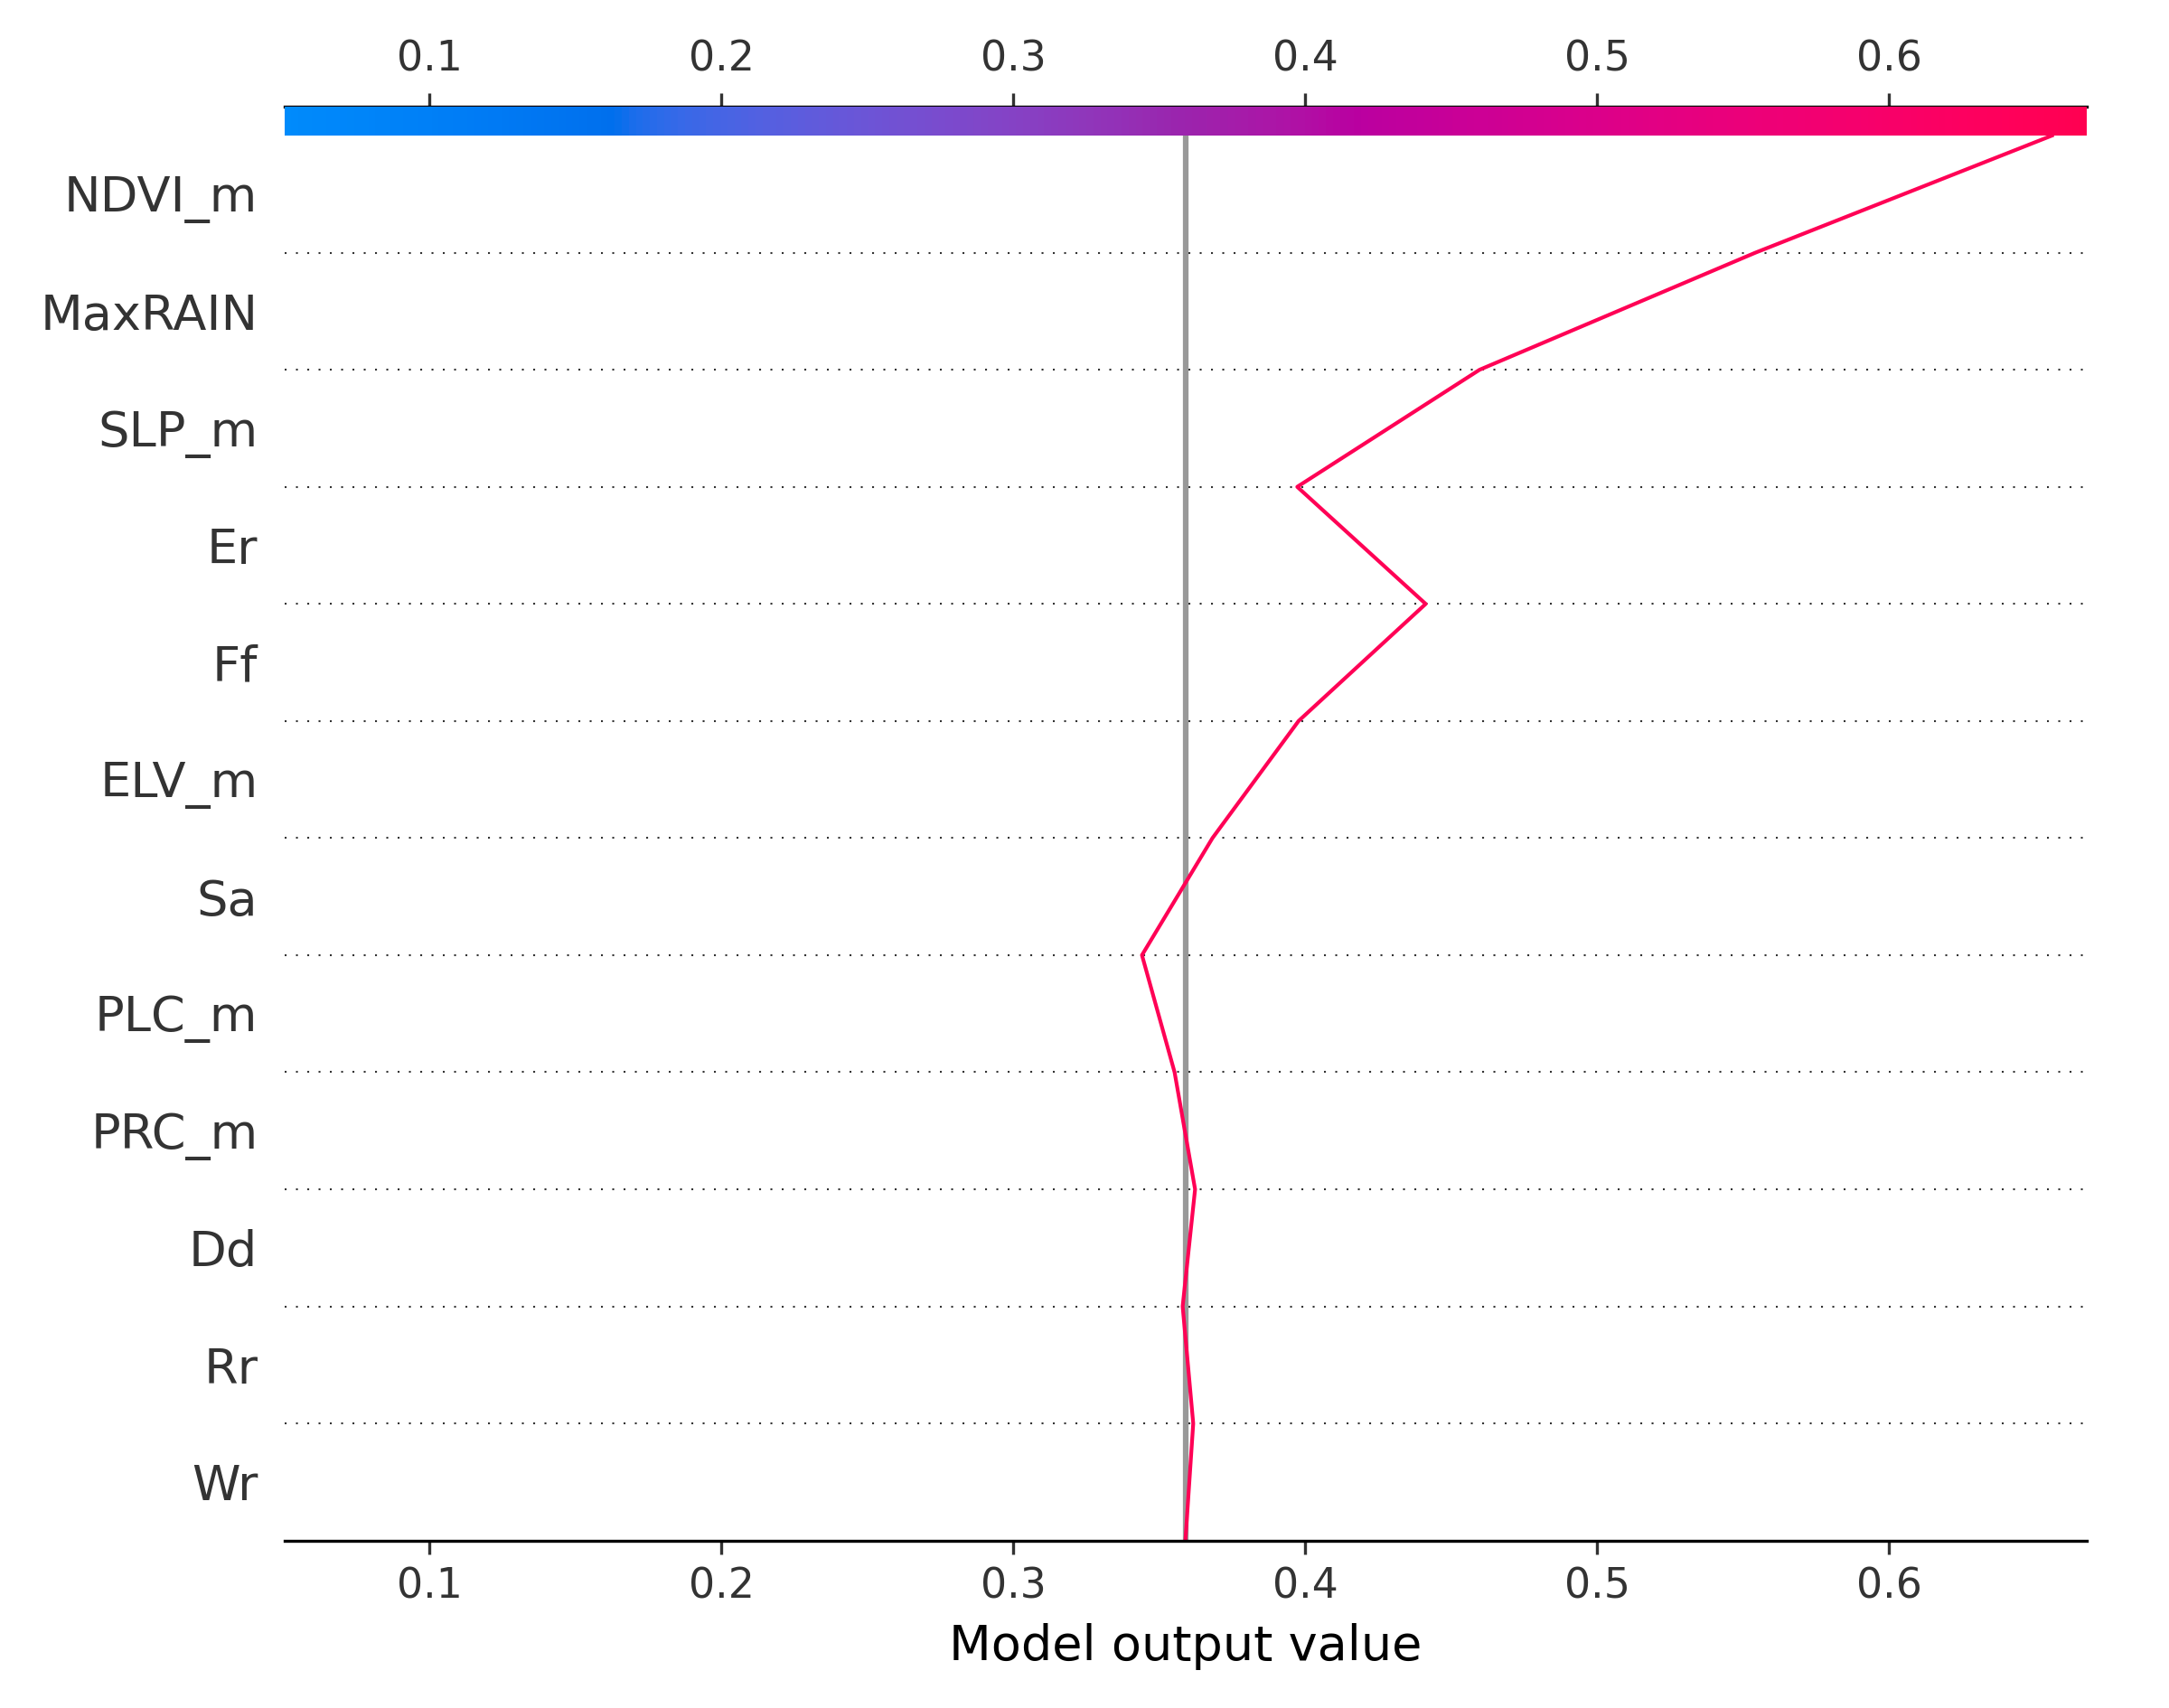 0.1 0.2 0.3 0.4 0.5 0.6
NDVI_m
MaxRAIN
SLP_m
Er
Ff
ELV_m
Sa
PLC_m
PRC_m
Dd
Rr
Wr
0.1 0.2 0.3 0.4 0.5 0.6
Model output value